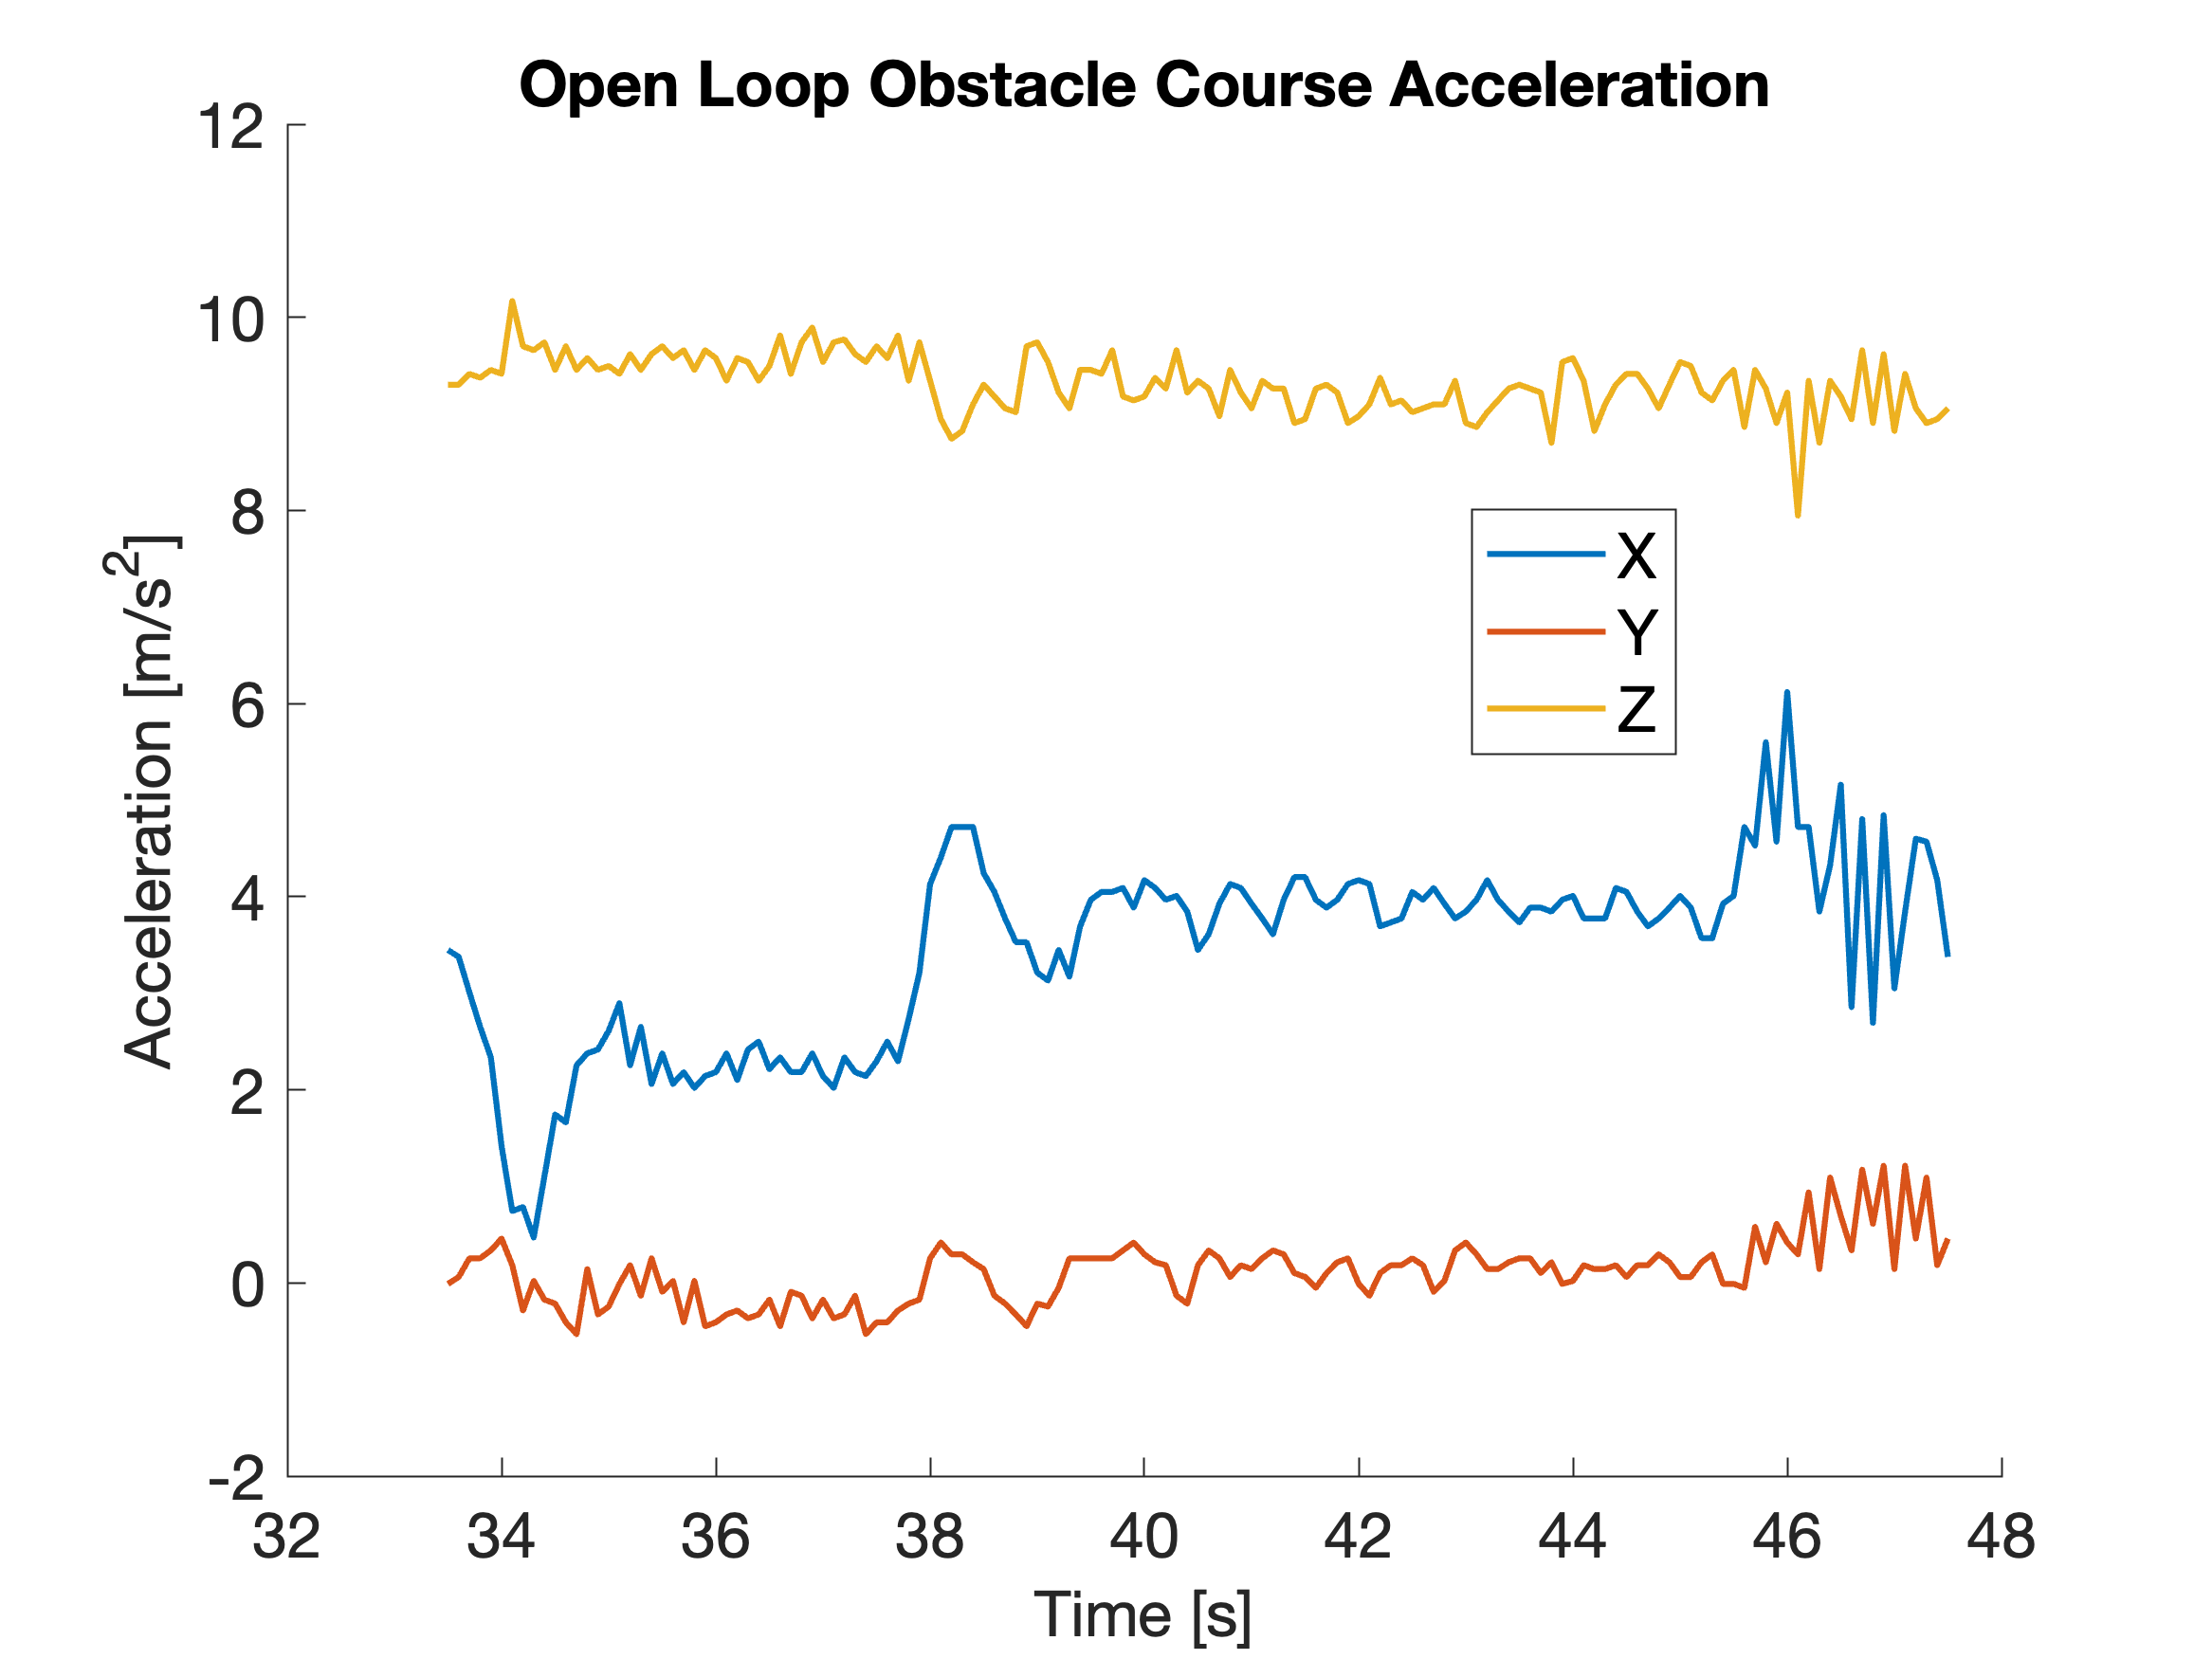 Open Loop Obstacle Course Acceleration
12
10
8
6
4
2
0
-2
Acceleration [m/s²]
X
Y
Z
32 34 36 38 40 42 44 46 48
Time [s]